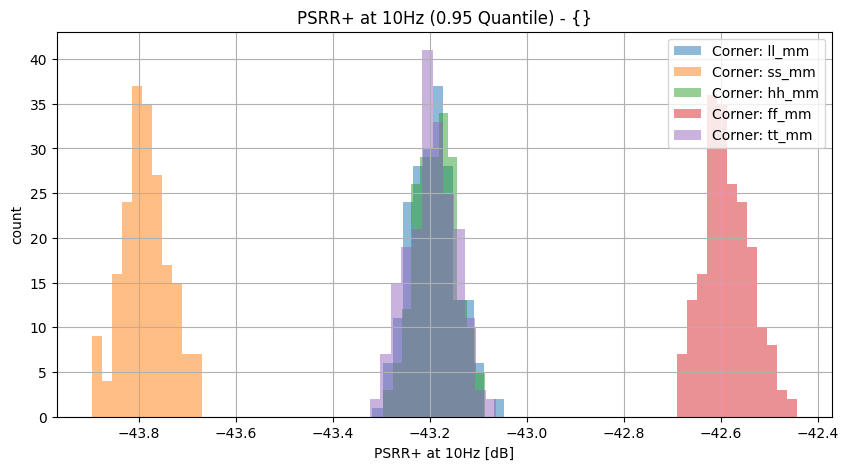 PSRR+ at 10Hz (0.95 Quantile) - {}
Corner: ll_mm
Corner: ss_mm
Corner: hh_mm
Corner: ff_mm
Corner: tt_mm
count
40
35
30
25
20
15
10
5
0
−43.8
−43.6
−43.4
−43.2
−43.0
−42.8
−42.6
−42.4
PSRR+ at 10Hz [dB]